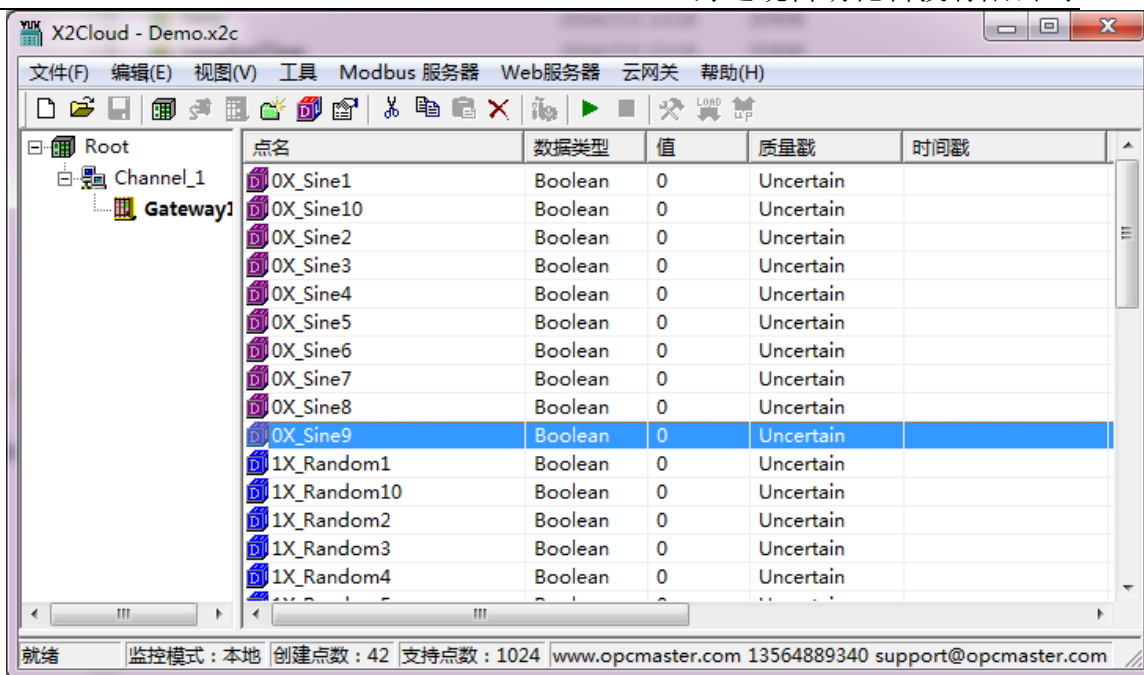 YUK X2Cloud - Demo.x2c
文件(F) 编辑(E) 视图(V) 工具 Modbus 服务器 Web服务器 云网关 帮助(H)
LOAD
Root
Channel_1
Gateway1
点名 数据类型 值 质量戳 时间戳
0X_Sine1 Boolean 0 Uncertain
0X_Sine10 Boolean 0 Uncertain
0X_Sine2 Boolean 0 Uncertain
0X_Sine3 Boolean 0 Uncertain
0X_Sine4 Boolean 0 Uncertain
0X_Sine5 Boolean 0 Uncertain
0X_Sine6 Boolean 0 Uncertain
0X_Sine7 Boolean 0 Uncertain
0X_Sine8 Boolean 0 Uncertain
0X_Sine9 Boolean 0 Uncertain
1X_Random1 Boolean 0 Uncertain
1X_Random10 Boolean 0 Uncertain
1X_Random2 Boolean 0 Uncertain
1X_Random3 Boolean 0 Uncertain
1X_Random4 Boolean 0 Uncertain
就绪 监控模式：本地 创建点数：42 支持点数：1024 www.opcmaster.com 13564889340 support@opcmaster.com